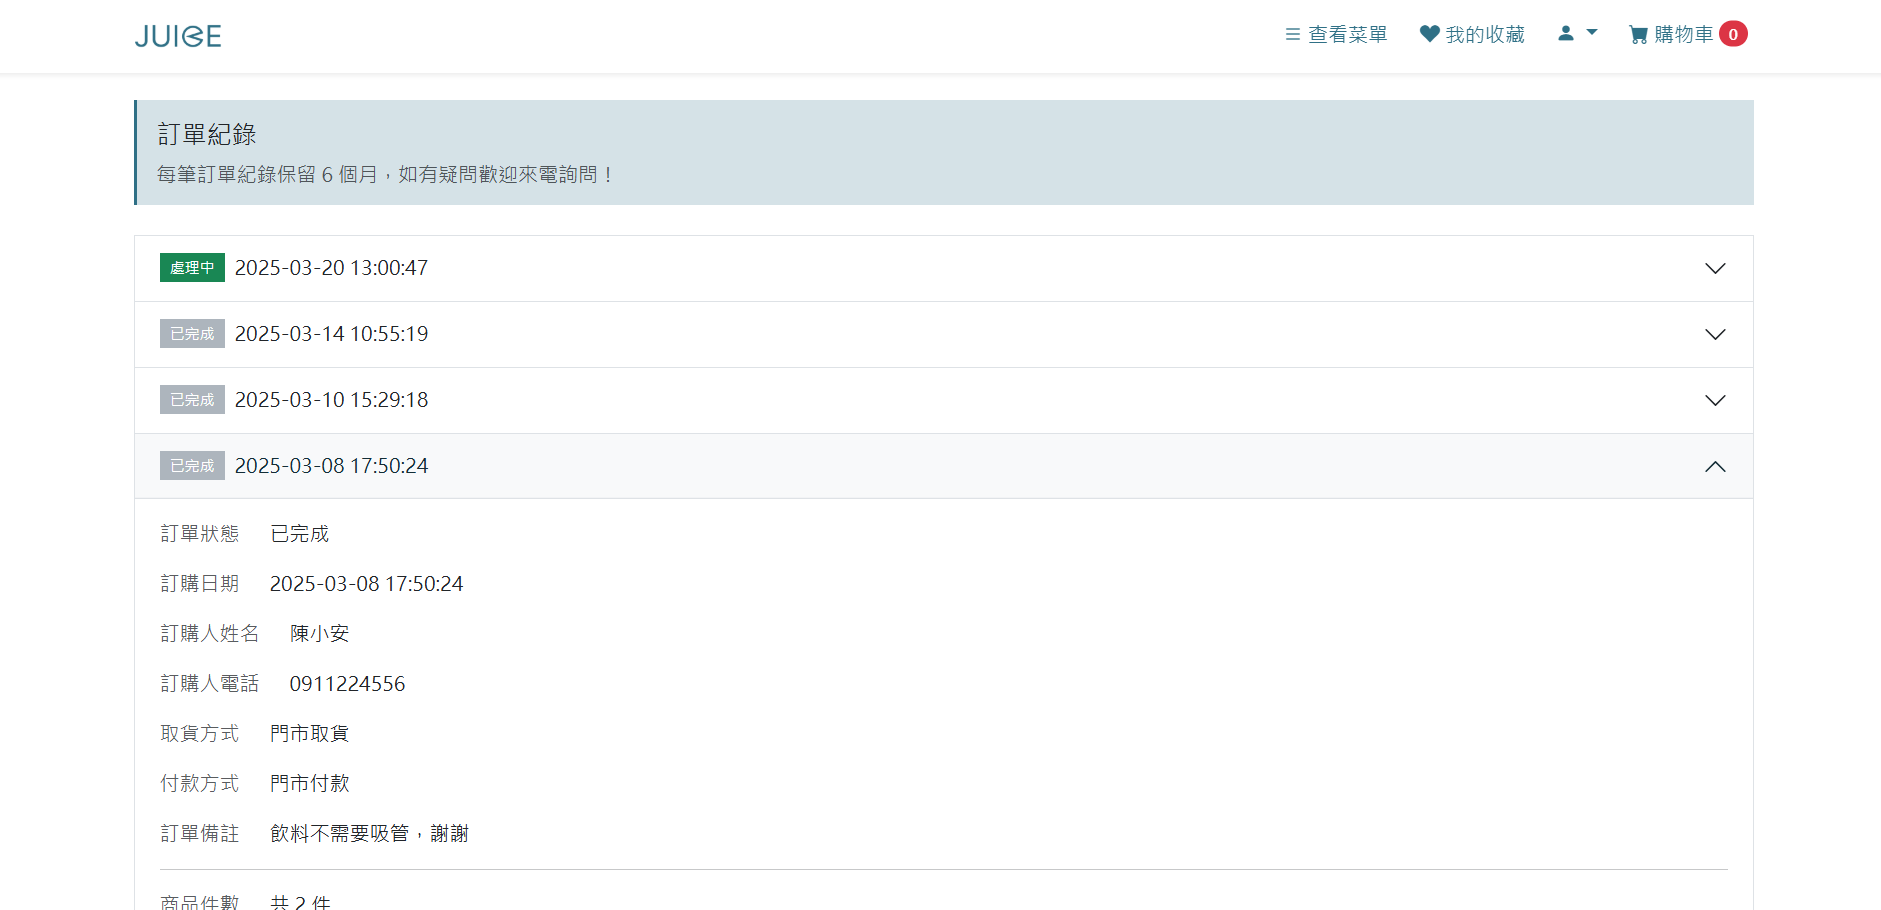 JUICE
查看菜單
我的收藏
購物車 0
訂單紀錄
每筆訂單紀錄保留 6 個月，如有疑問歡迎來電詢問！
處理中 2025-03-20 13:00:47
已完成 2025-03-14 10:55:19
已完成 2025-03-10 15:29:18
已完成 2025-03-08 17:50:24
訂單狀態 已完成
訂購日期 2025-03-08 17:50:24
訂購人姓名 陳小安
訂購人電話 0911224556
取貨方式 門市取貨
付款方式 門市付款
訂單備註 飲料不需要吸管，謝謝
商品件數 共 2 件